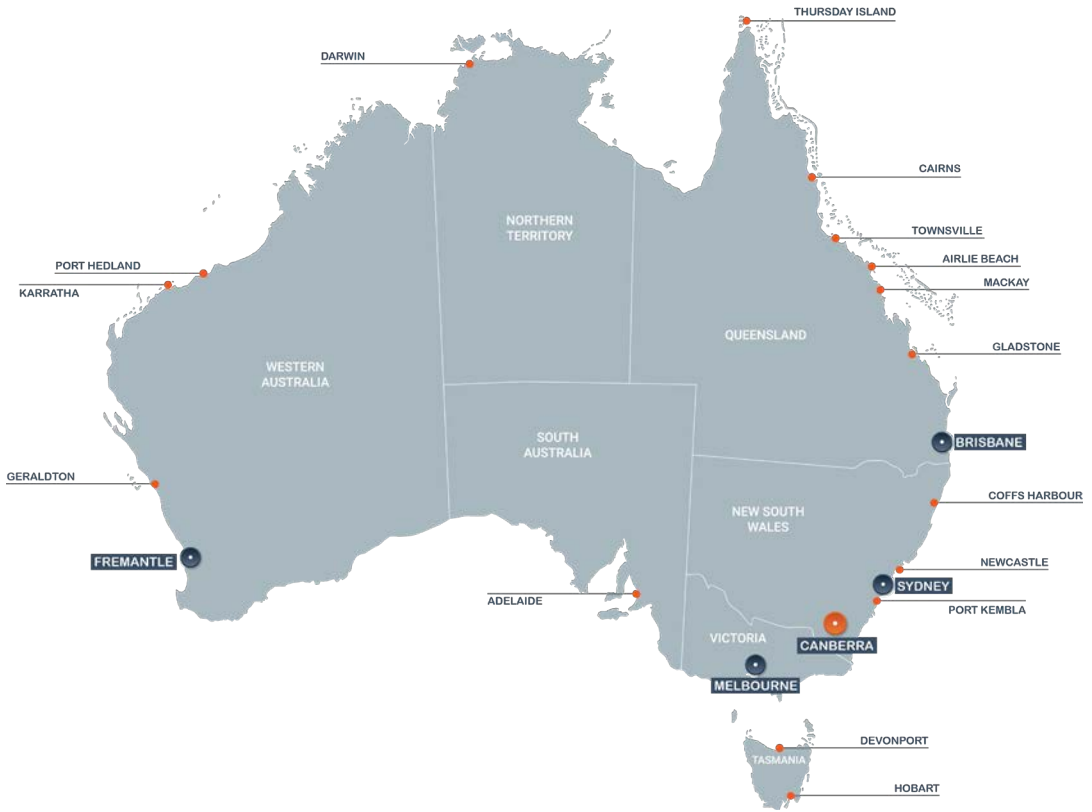 THURSDAY ISLAND
DARWIN
CAIRNS
NORTHERN
TERRITORY
TOWNSVILLE
AIRLIE BEACH
PORT HEDLAND
MACKAY
KARRATHA
QUEENSLAND
GLADSTONE
WESTERN
AUSTRALIA
SOUTH
AUSTRALIA
BRISBANE
GERALDTON
COFFS HARBOUR
NEW SOUTH
WALES
FREMANTLE
NEWCASTLE
SYDNEY
ADELAIDE
PORT KEMBLA
VICTORIA
CANBERRA
MELBOURNE
DEVONPORT
TASMANIA
HOBART